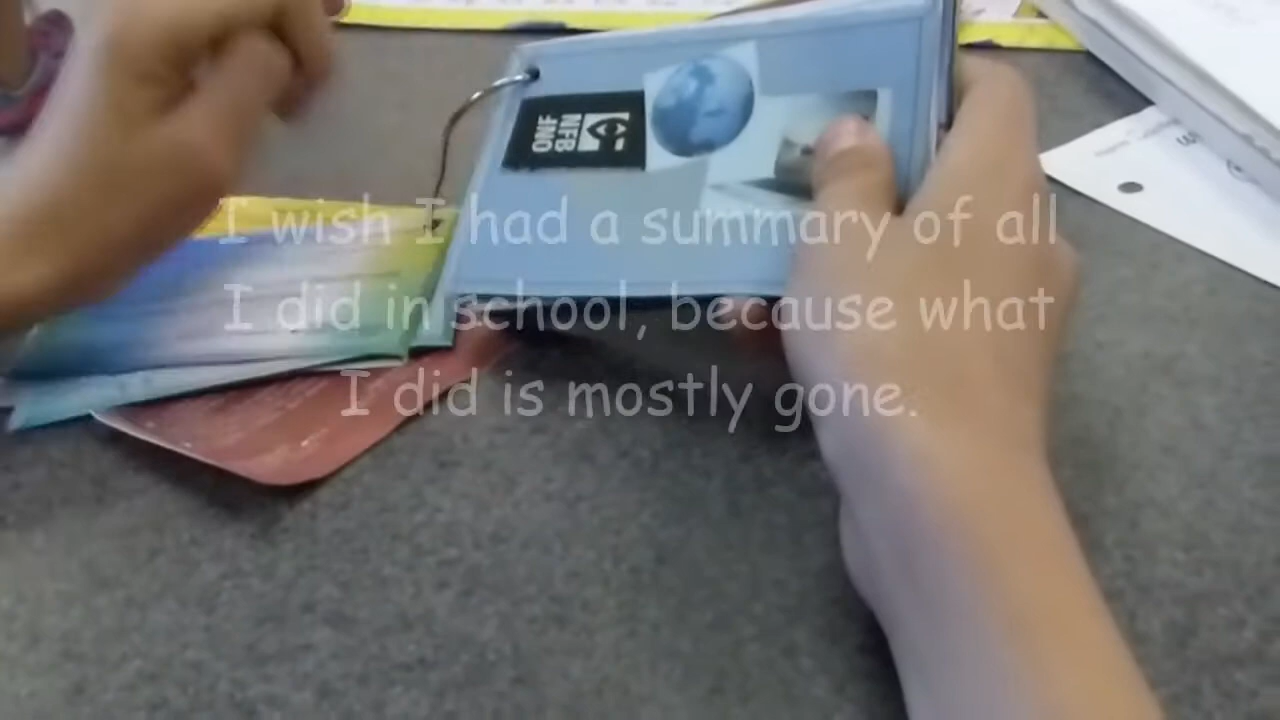 I wish I had a summary of all
I did in school, because what
I did is mostly gone.
NFB
ONF